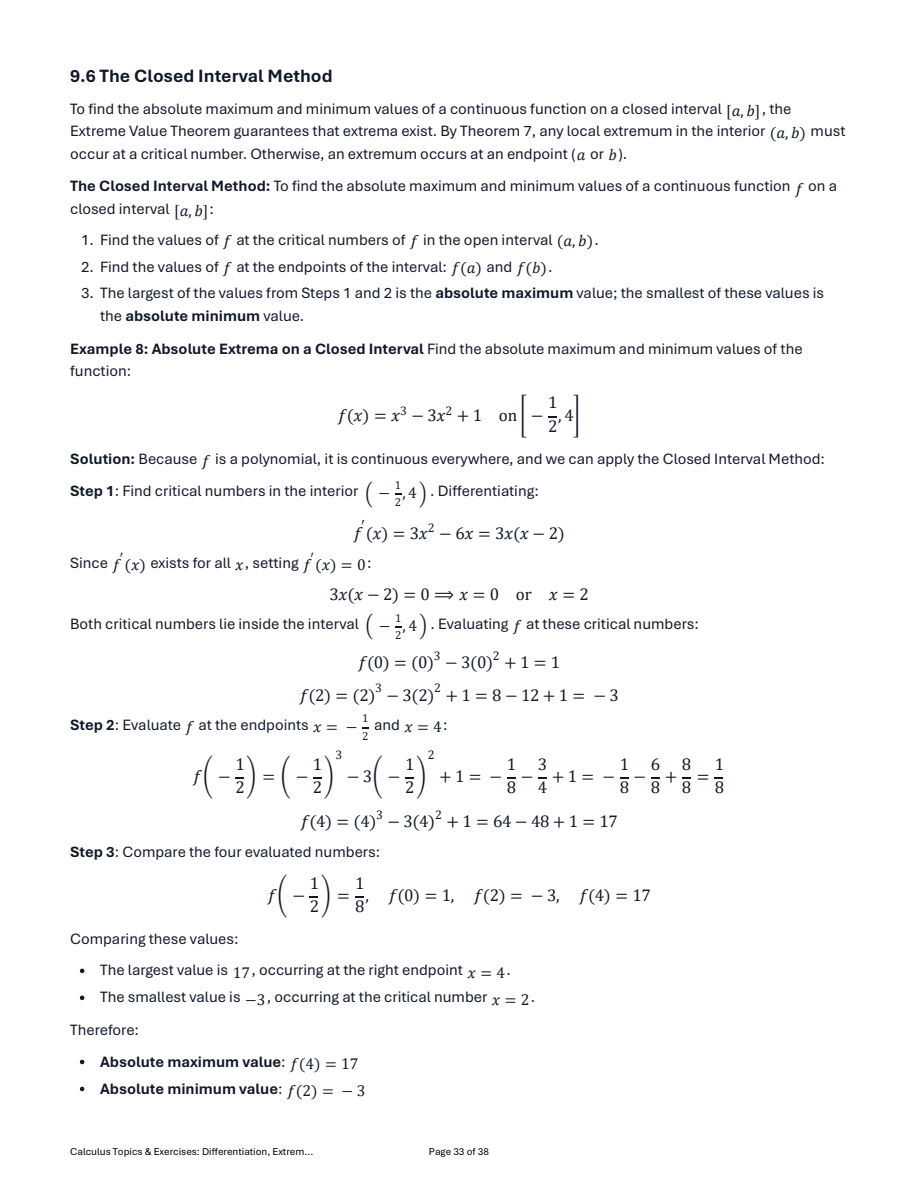 9.6 The Closed Interval Method
To find the absolute maximum and minimum values of a continuous function on a closed interval [a, b], the
Extreme Value Theorem guarantees that extrema exist. By Theorem 7, any local extremum in the interior (a, b) must
occur at a critical number. Otherwise, an extremum occurs at an endpoint (a or b).
The Closed Interval Method: To find the absolute maximum and minimum values of a continuous function f on a
closed interval [a, b]:
1. Find the values of f at the critical numbers of f in the open interval (a, b).
2. Find the values of f at the endpoints of the interval: f(a) and f(b).
3. The largest of the values from Steps 1 and 2 is the absolute maximum value; the smallest of these values is
the absolute minimum value.
Example 8: Absolute Extrema on a Closed Interval Find the absolute maximum and minimum values of the
function:
f(x) = x³ − 3x² + 1 on [−1/2, 4]
Solution: Because f is a polynomial, it is continuous everywhere, and we can apply the Closed Interval Method:
Step 1: Find critical numbers in the interior (−1/2, 4). Differentiating:
f′(x) = 3x² − 6x = 3x(x − 2)
Since f′(x) exists for all x, setting f′(x) = 0:
3x(x − 2) = 0 ⟹ x = 0 or x = 2
Both critical numbers lie inside the interval (−1/2, 4). Evaluating f at these critical numbers:
f(0) = (0)³ − 3(0)² + 1 = 1
f(2) = (2)³ − 3(2)² + 1 = 8 − 12 + 1 = −3
Step 2: Evaluate f at the endpoints x = −1/2 and x = 4:
f(−1/2) = (−1/2)³ − 3(−1/2)² + 1 = −1/8 − 3/4 + 1 = −1/8 − 6/8 + 8/8 = 1/8
f(4) = (4)³ − 3(4)² + 1 = 64 − 48 + 1 = 17
Step 3: Compare the four evaluated numbers:
f(−1/2) = 1/8, f(0) = 1, f(2) = −3, f(4) = 17
Comparing these values:
• The largest value is 17, occurring at the right endpoint x = 4.
• The smallest value is −3, occurring at the critical number x = 2.
Therefore:
• Absolute maximum value: f(4) = 17
• Absolute minimum value: f(2) = −3
Calculus Topics & Exercises: Differentiation, Extrem... Page 33 of 38